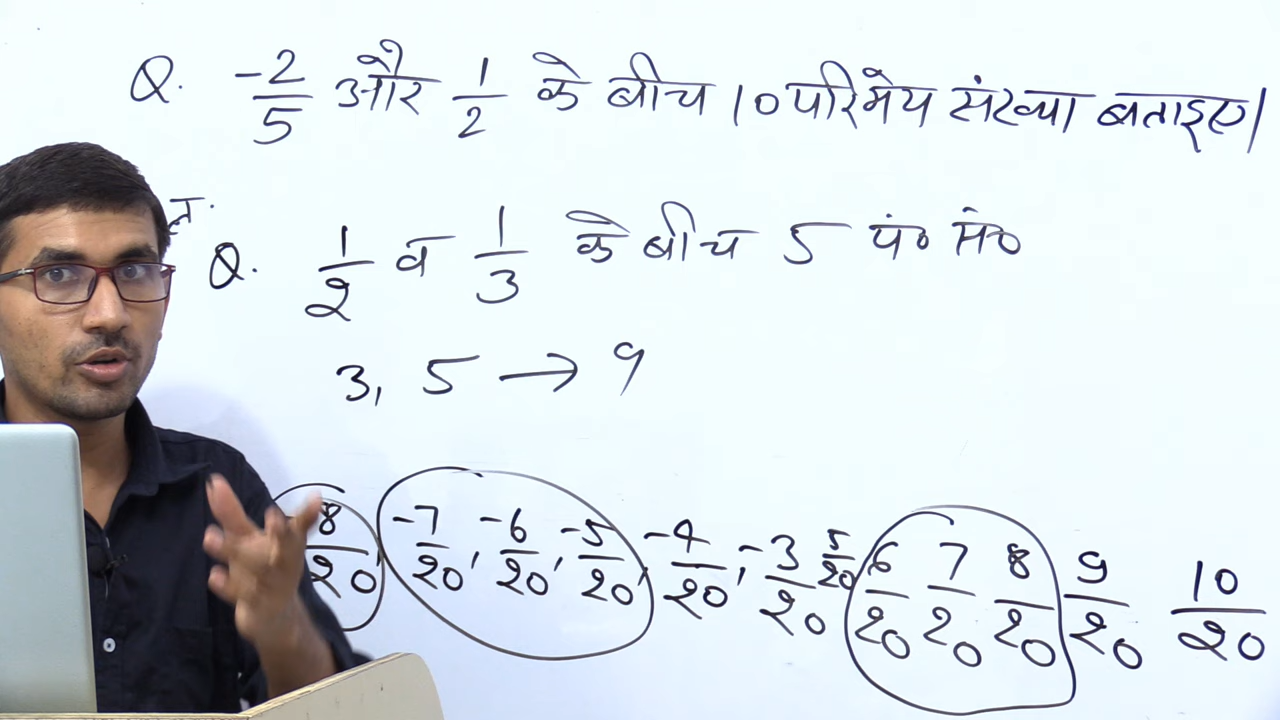 Q. -2/5 और 1/2 के बीच 10 परिमेय संख्या बताइए।
Q. 1/2 व 1/3 के बीच 5 प० सं०
3, 5 → 9
8/20, -7/20, -6/20, -5/20, -4/20, -3/20 5/20 6/20 7/20 8/20 9/20 10/20